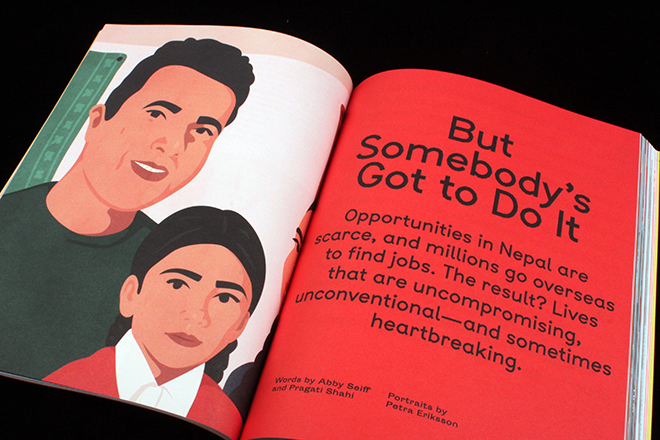 But
Somebody's
Got to Do It
Opportunities in Nepal are
scarce, and millions go overseas
to find jobs. The result? Lives
that are uncompromising,
unconventional—and sometimes
heartbreaking.
Words by Abby Seiff
and Pragati Shahi
Portraits by
Petra Eriksson